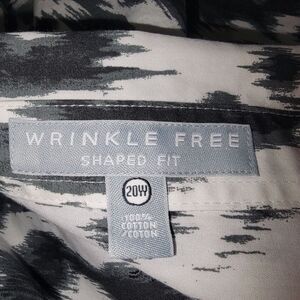 WRINKLE FREE
SHAPED FIT
20W
100%
COTTON
/COTON